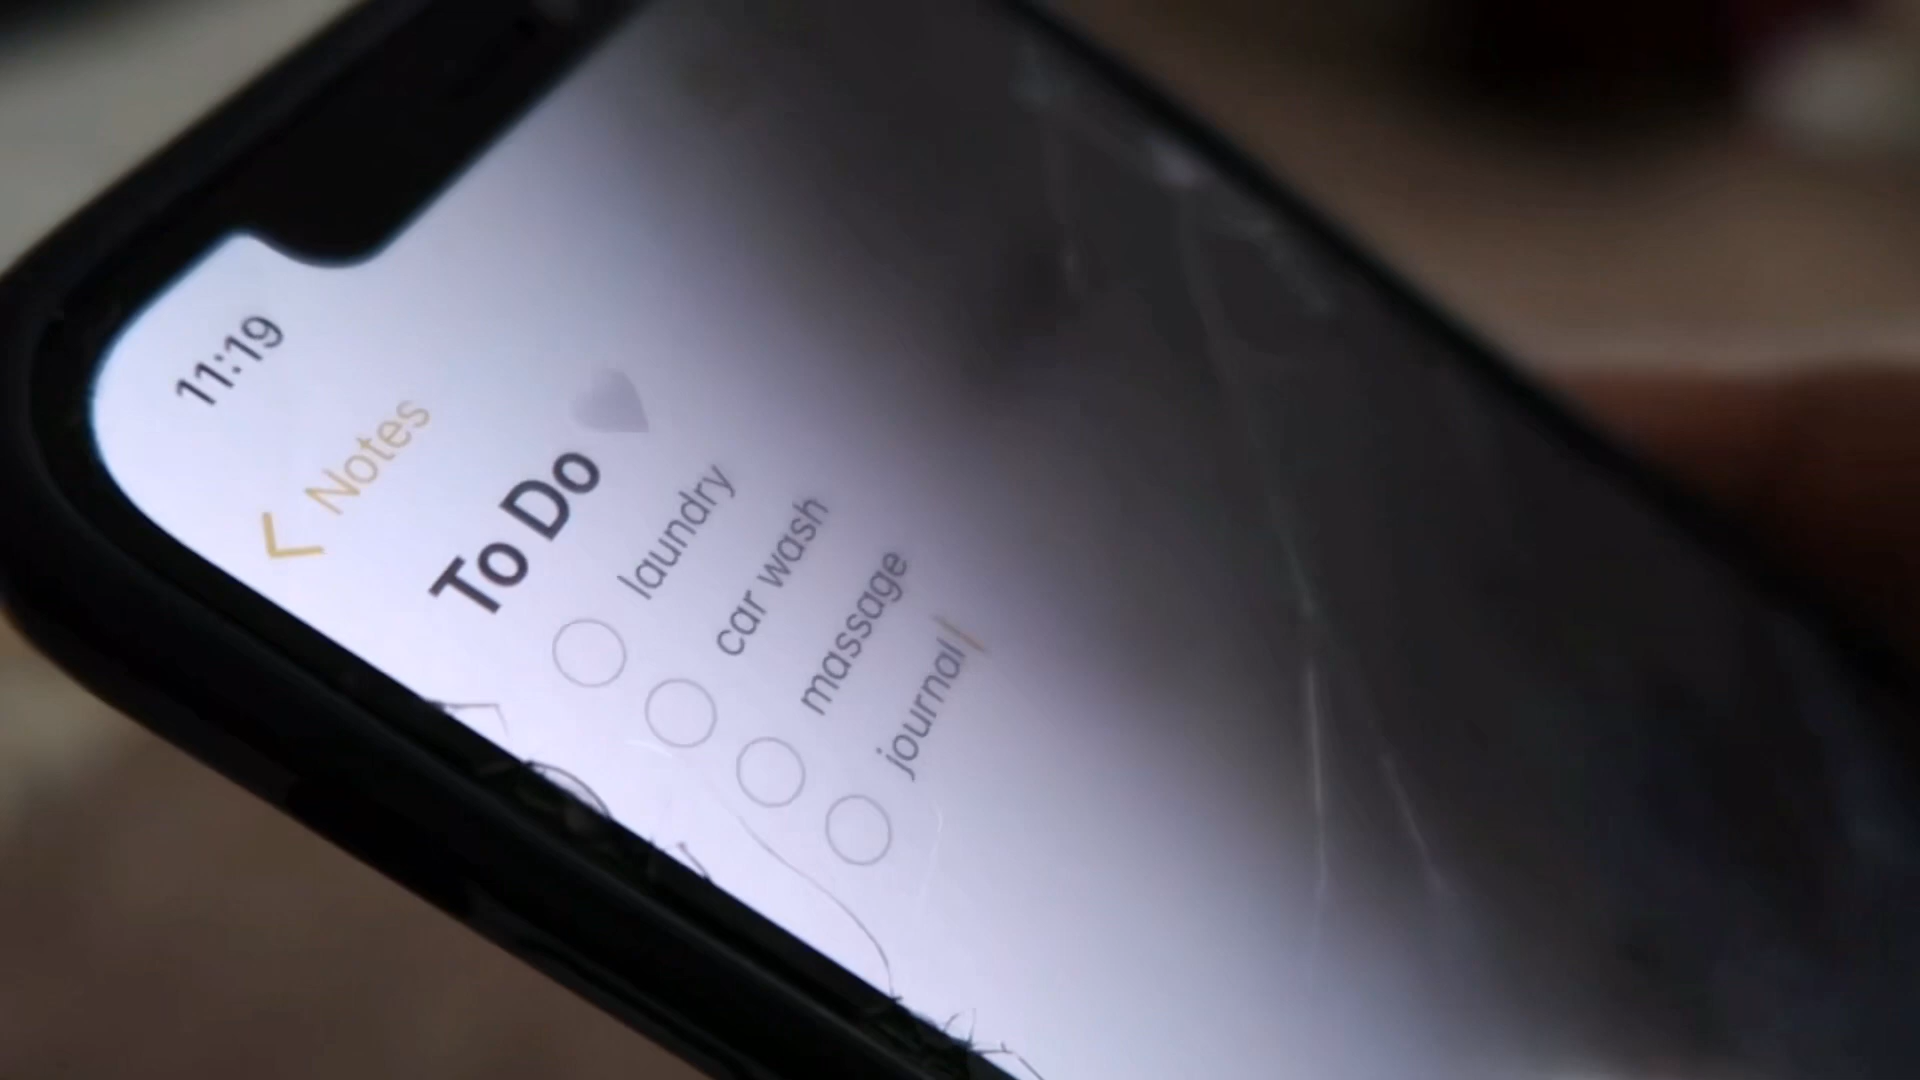 11:19
Notes
To Do
laundry
car wash
massage
journal